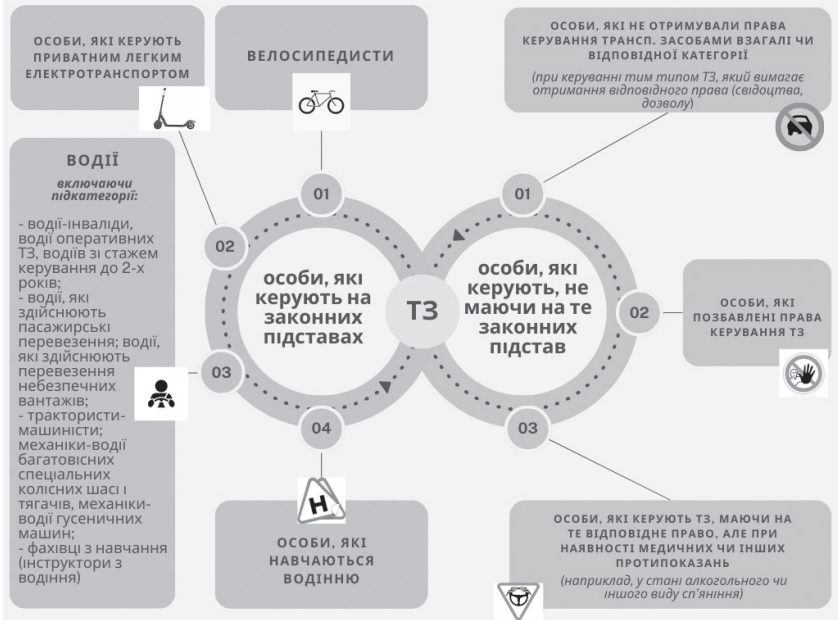 ОСОБИ, ЯКІ КЕРУЮТЬ
ПРИВАТНИМ ЛЕГКИМ
ЕЛЕКТРОТРАНСПОРТОМ
ВЕЛОСИПЕДИСТИ
ОСОБИ, ЯКІ НЕ ОТРИМУВАЛИ ПРАВА
КЕРУВАННЯ ТРАНСП. ЗАСОБАМИ ВЗАГАЛІ ЧИ
ВІДПОВІДНОЇ КАТЕГОРІЇ
(при керуванні тим типом ТЗ, який вимагає
отримання відповідного права (свідоцтва,
дозволу)
ВОДІЇ
включаючи
підкатегорії:
- водії-інваліди,
водії оперативних
ТЗ, водіїв зі стажем
керування до 2-х
років;
- водії, які
здійснюють
пасажирські
перевезення; водії,
які здійснюють
перевезення
небезпечних
вантажів;
- трактористи-
машиністи;
механіки-водії
багатовісних
спеціальних
колісних шасі і
тягачів, механіки-
водії гусеничних
машин;
- фахівці з навчання
(інструктори з
водіння)
01
02
03
04
особи, які
керують на
законних
підставах
ТЗ
01
02
03
особи, які
керують, не
маючи на те
законних
підстав
ОСОБИ, ЯКІ
ПОЗБАВЛЕНІ ПРАВА
КЕРУВАННЯ ТЗ
Н
ОСОБИ, ЯКІ
НАВЧАЮТЬСЯ
ВОДІННЮ
ОСОБИ, ЯКІ КЕРУЮТЬ ТЗ, МАЮЧИ НА
ТЕ ВІДПОВІДНЕ ПРАВО, АЛЕ ПРИ
НАЯВНОСТІ МЕДИЧНИХ ЧИ ІНШИХ
ПРОТИПОКАЗАНЬ
(наприклад, у стані алкогольного чи
іншого виду сп'яніння)